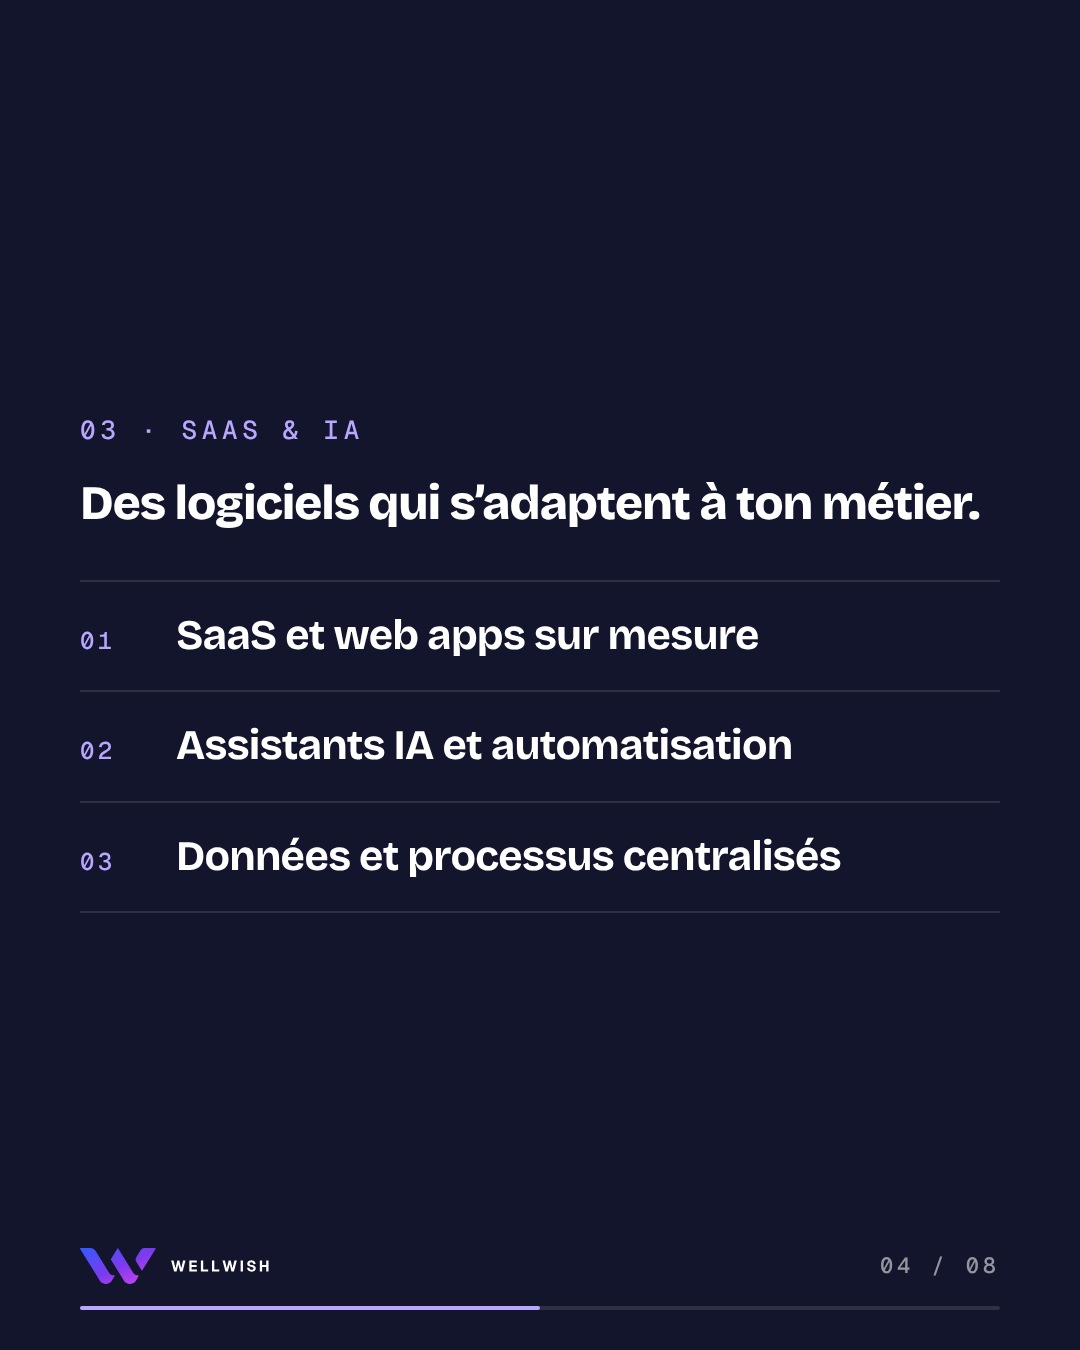 03 · SAAS & IA
Des logiciels qui s’adaptent à ton métier.
01 SaaS et web apps sur mesure
02 Assistants IA et automatisation
03 Données et processus centralisés
WELLWISH
04 / 08